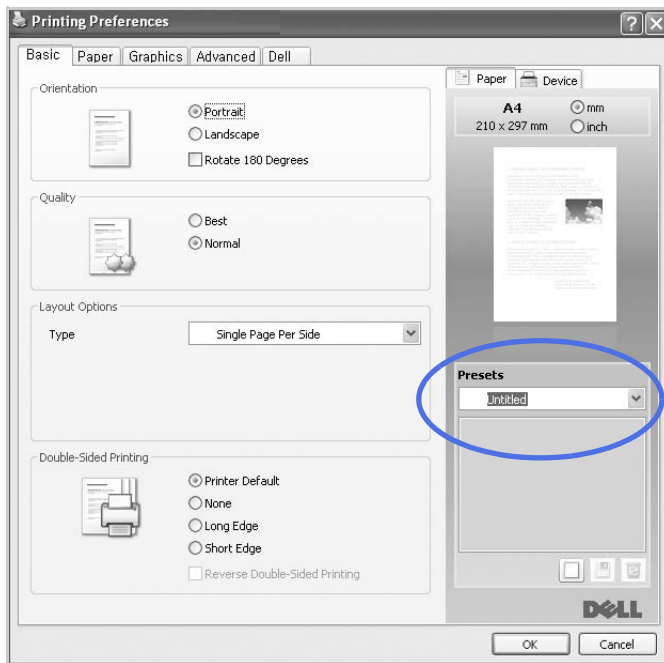 Printing Preferences
Basic Paper Graphics Advanced Dell
Orientation
Portrait
Landscape
Rotate 180 Degrees
Quality
Best
Normal
Layout Options
Type Single Page Per Side
Double-Sided Printing
Printer Default
None
Long Edge
Short Edge
Reverse Double-Sided Printing
Paper Device
A4 mm
210 x 297 mm inch
Presets
Untitled
DELL
OK Cancel